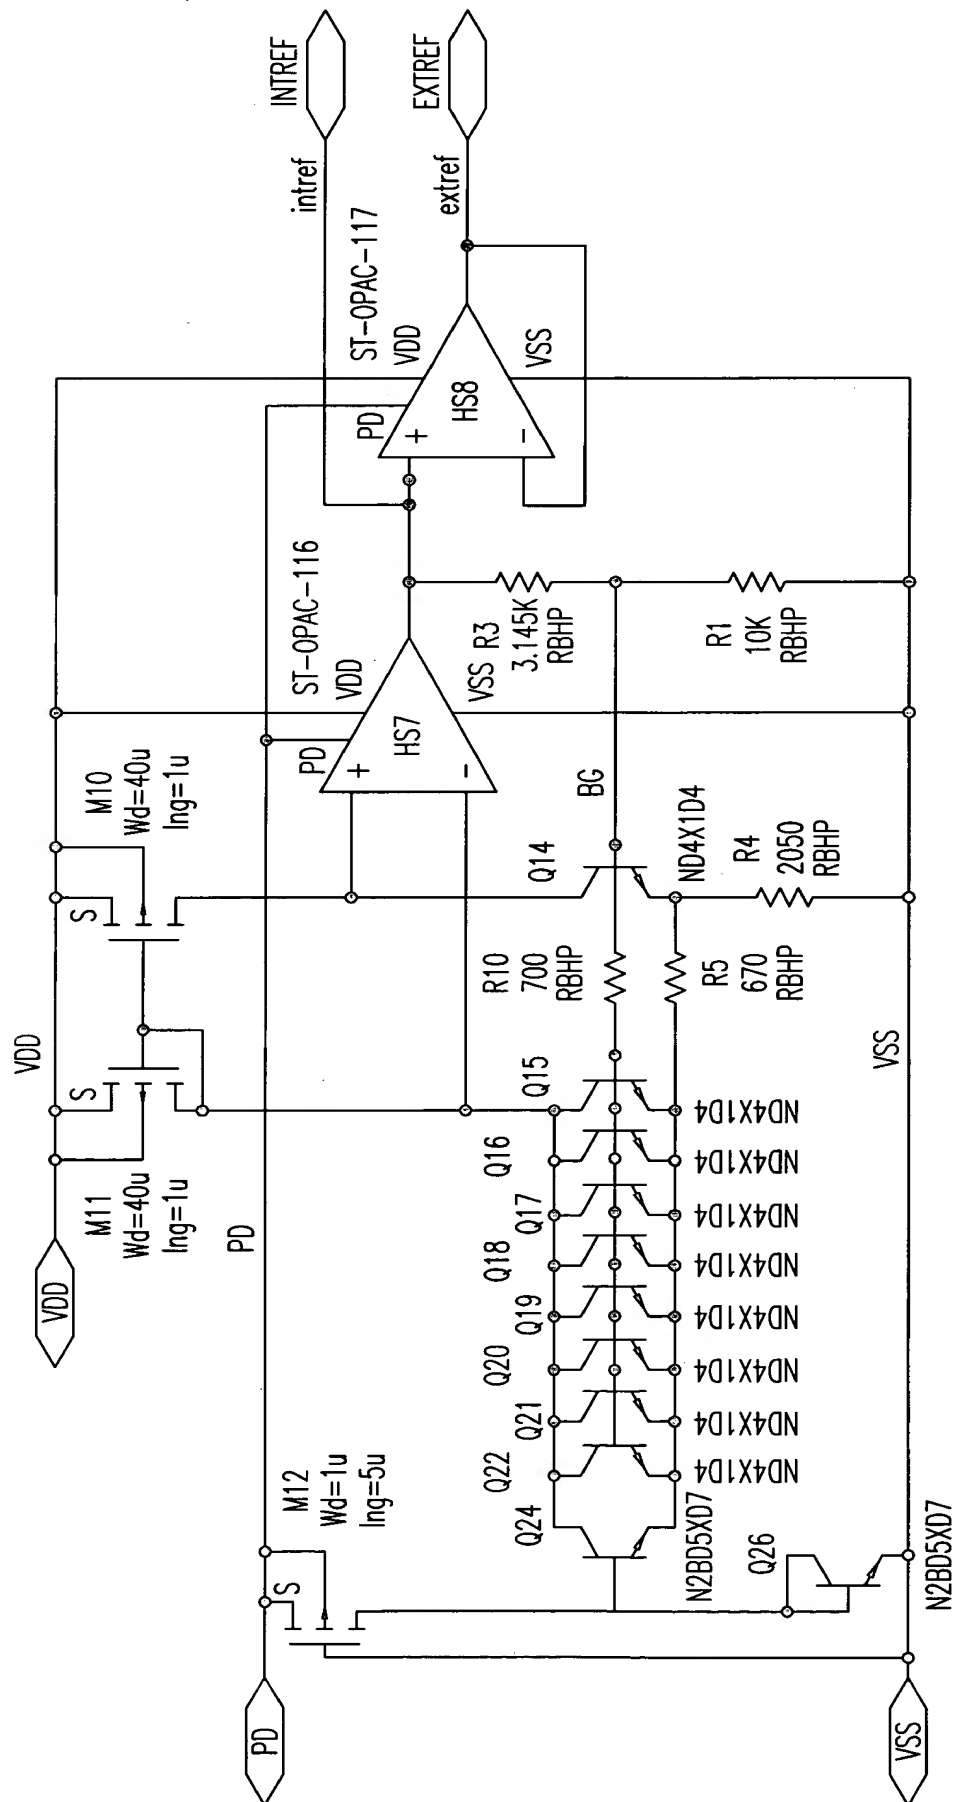 INTREF
EXTREF
intref
extref
ST-OPAC-117
VDD
PD
+
HS8
-
VSS
ST-OPAC-116
VDD
PD
+
HS7
-
VSS
R3
3.145K
RBHP
R1
10K
RBHP
M10
Wd=40u
lng=1u
S
BG
Q14
ND4X1D4
R4
2050
RBHP
R10
700
RBHP
R5
670
RBHP
VDD
S
M11
Wd=40u
lng=1u
VDD
PD
VSS
Q15
Q16
Q17
Q18
Q19
Q20
Q21
Q22
Q24
ND4X1D4
ND4X1D4
ND4X1D4
ND4X1D4
ND4X1D4
ND4X1D4
ND4X1D4
ND4X1D4
N2BD5XD7
M12
Wd=1u
lng=5u
S
Q26
N2BD5XD7
PD
VSS